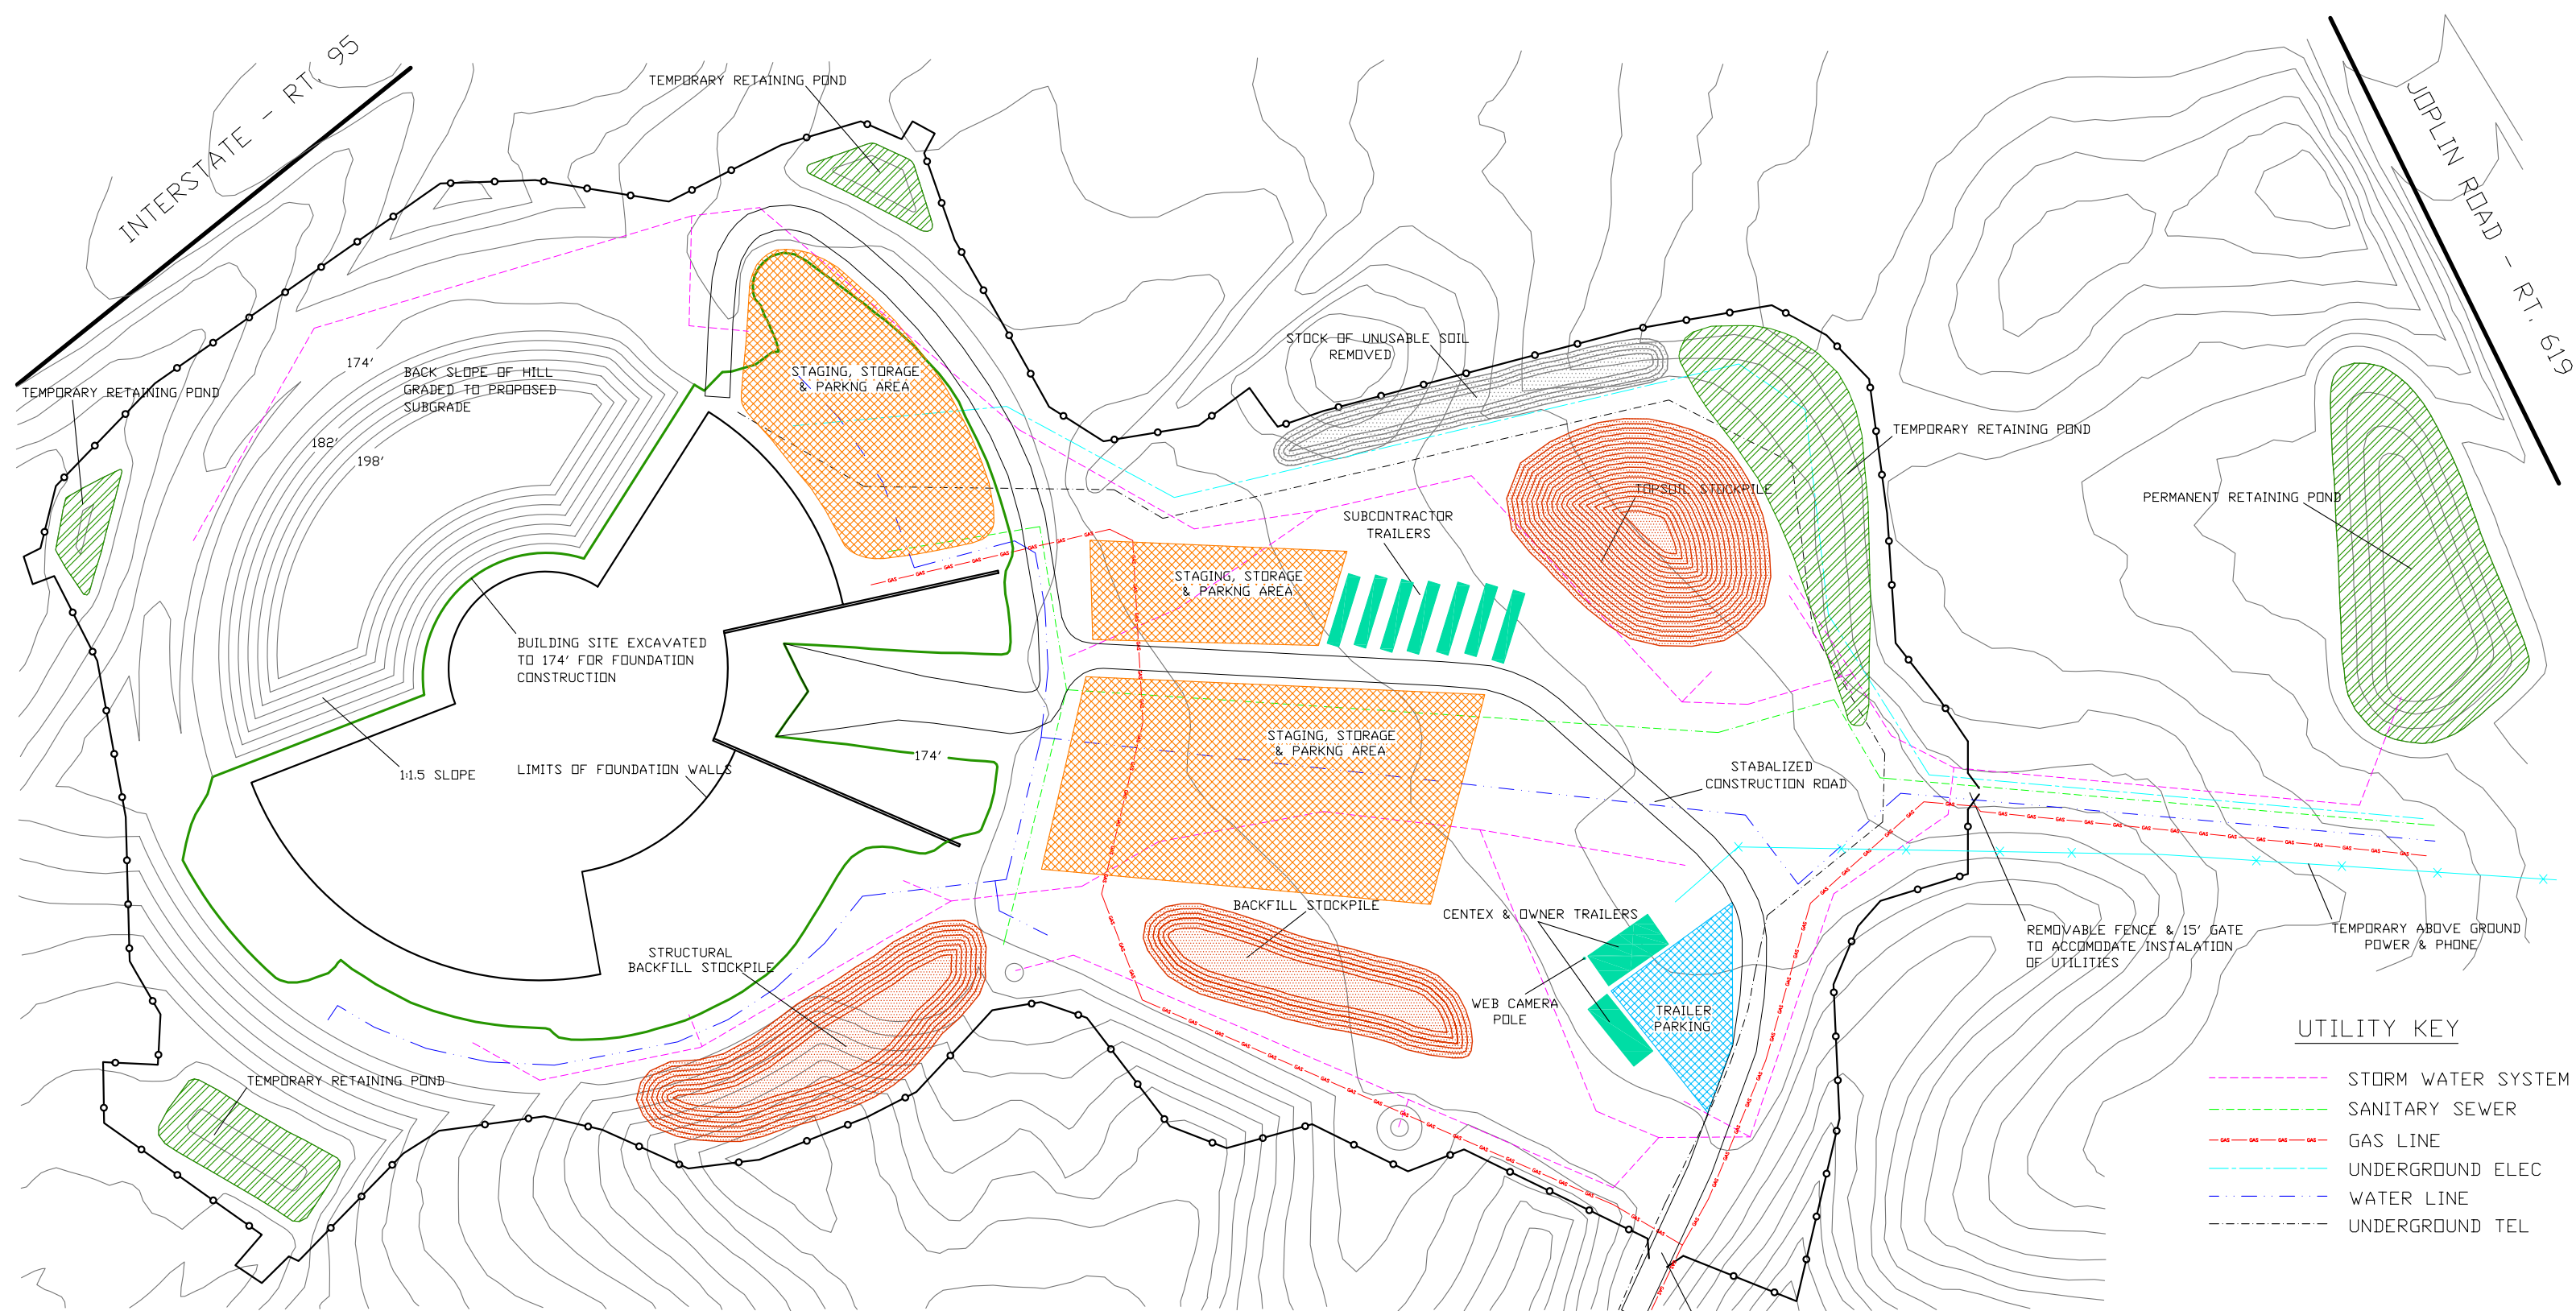 INTERSTATE - RT. 95
TEMPORARY RETAINING POND
JOPLIN ROAD - RT. 619
174'
BACK SLOPE OF HILL
GRADED TO PROPOSED
SUBGRADE
TEMPORARY RETAINING POND
182'
198'
STAGING, STORAGE
& PARKNG AREA
STOCK OF UNUSABLE SOIL
REMOVED
TEMPORARY RETAINING POND
TOPSOIL STOCKPILE
PERMANENT RETAINING POND
SUBCONTRACTOR
TRAILERS
STAGING, STORAGE
& PARKNG AREA
BUILDING SITE EXCAVATED
TO 174' FOR FOUNDATION
CONSTRUCTION
STAGING, STORAGE
& PARKNG AREA
174'
1:1.5 SLOPE
LIMITS OF FOUNDATION WALLS
STABALIZED
CONSTRUCTION ROAD
BACKFILL STOCKPILE
CENTEX & OWNER TRAILERS
REMOVABLE FENCE & 15' GATE
TO ACCOMODATE INSTALATION
OF UTILITIES
TEMPORARY ABOVE GROUND
POWER & PHONE
STRUCTURAL
BACKFILL STOCKPILE
WEB CAMERA
POLE
TRAILER
PARKING
TEMPORARY RETAINING POND
UTILITY KEY
STORM WATER SYSTEM
SANITARY SEWER
GAS GAS GAS GAS GAS LINE
UNDERGROUND ELEC
WATER LINE
UNDERGROUND TEL